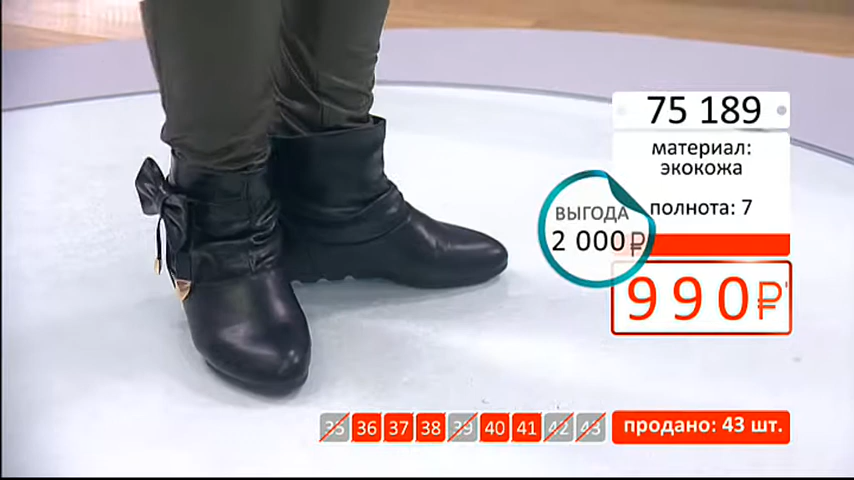 75 189
материал:
экокожа
полнота: 7
ВЫГОДА
2 000 ₽
990₽
35 36 37 38 39 40 41 42 43
продано: 43 шт.